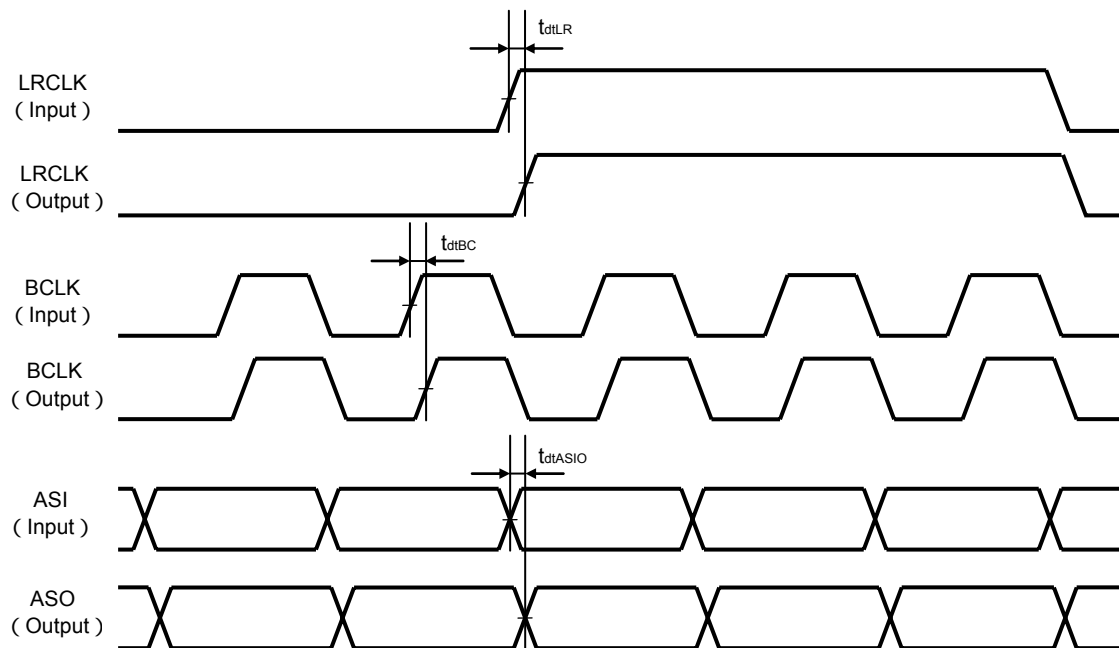 tdtLR
LRCLK
( Input )
LRCLK
( Output )
tdtBC
BCLK
( Input )
BCLK
( Output )
tdtASIO
ASI
( Input )
ASO
( Output )